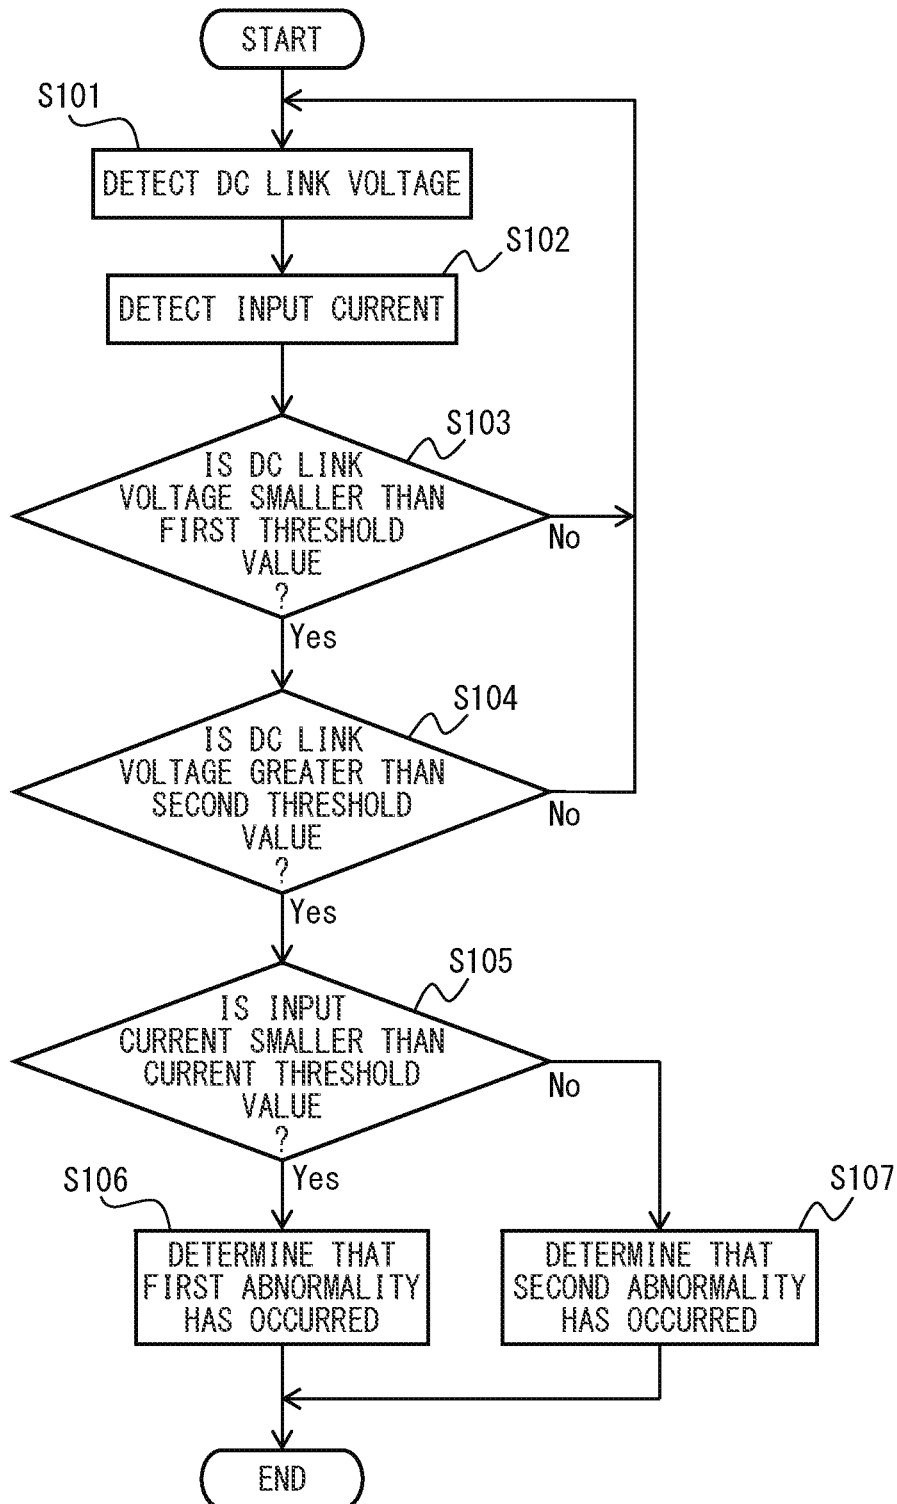 START
S101
DETECT DC LINK VOLTAGE
S102
DETECT INPUT CURRENT
S103
IS DC LINK
VOLTAGE SMALLER THAN
FIRST THRESHOLD
VALUE
?
No
Yes
S104
IS DC LINK
VOLTAGE GREATER THAN
SECOND THRESHOLD
VALUE
?
No
Yes
S105
IS INPUT
CURRENT SMALLER THAN
CURRENT THRESHOLD
VALUE
?
No
Yes
S106
DETERMINE THAT
FIRST ABNORMALITY
HAS OCCURRED
S107
DETERMINE THAT
SECOND ABNORMALITY
HAS OCCURRED
END